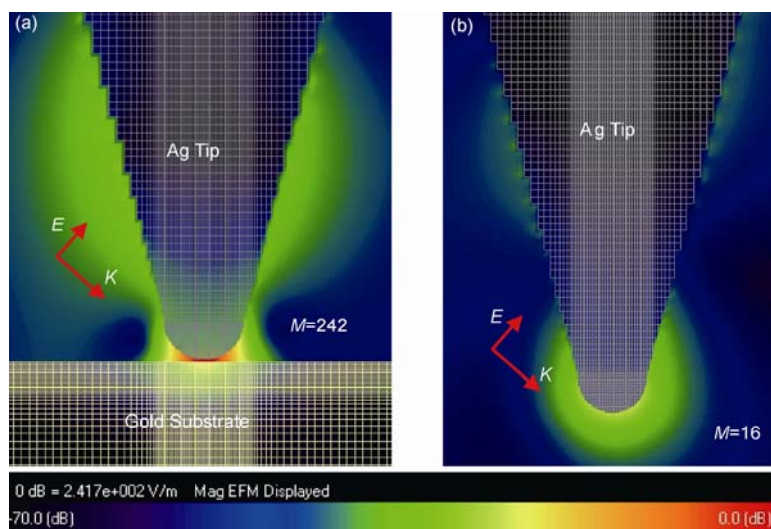 (a)
Ag Tip
E
K
M=242
Gold Substrate
(b)
Ag Tip
E
K
M=16
0 dB = 2.417e+002 V/m Mag EFM Displayed
-70.0 (dB) 0.0 (dB)